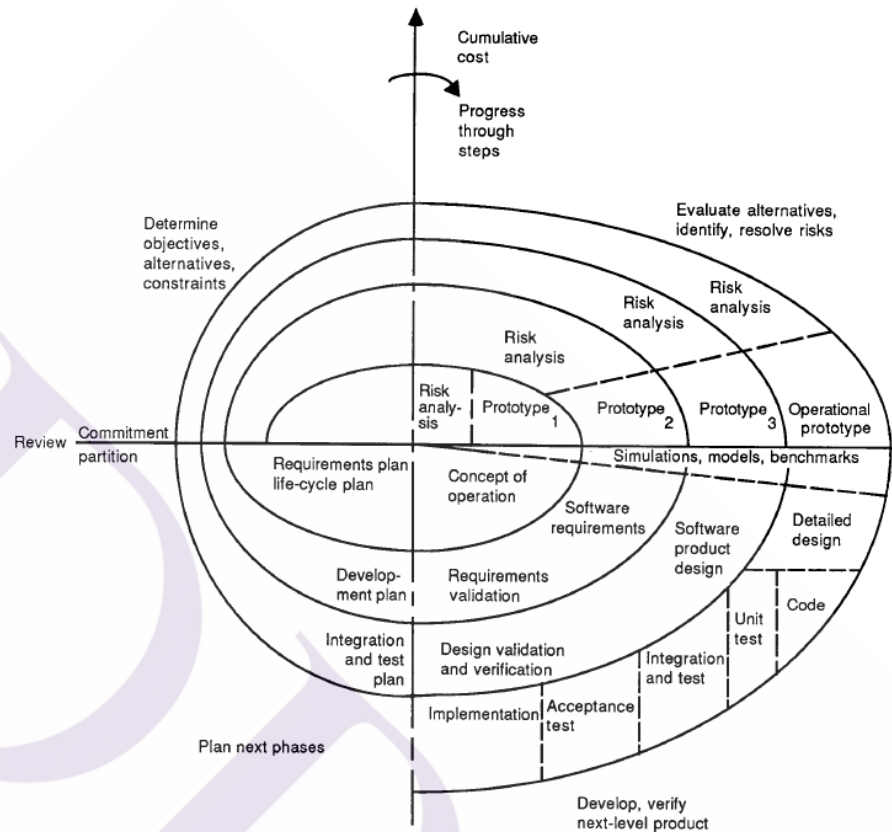 Cumulative
cost
Progress
through
steps
Determine
objectives,
alternatives,
constraints
Evaluate alternatives,
identify, resolve risks
Risk
analysis
Risk
analysis
Risk
analysis
Risk
analy-
sis
Prototype 1
Prototype 2
Prototype 3
Operational
prototype
Review
Commitment
partition
Simulations, models, benchmarks
Requirements plan
life-cycle plan
Concept of
operation
Software
requirements
Software
product
design
Detailed
design
Develop-
ment plan
Requirements
validation
Code
Unit
test
Integration
and test
plan
Design validation
and verification
Integration
and test
Implementation
Acceptance
test
Plan next phases
Develop, verify
next-level product